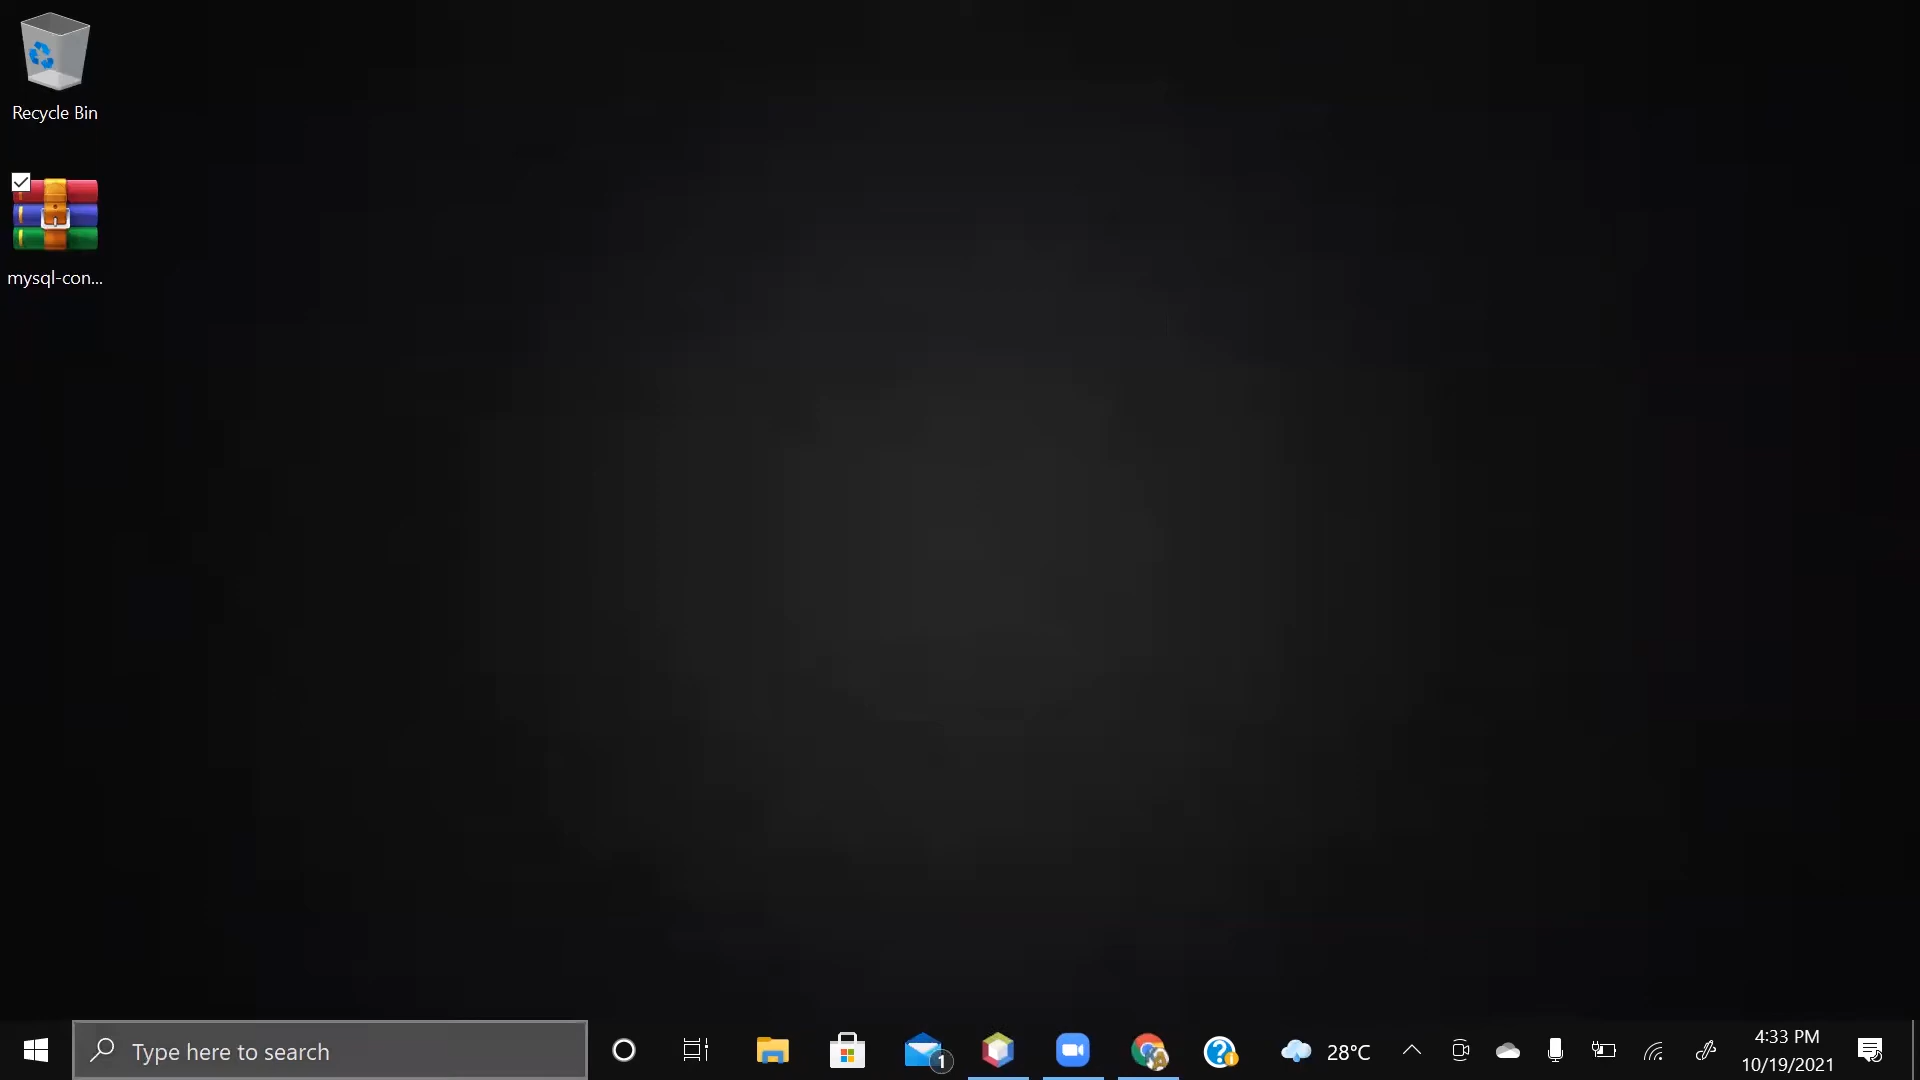 Recycle Bin
mysql-con...
Type here to search
1
28°C
4:33 PM
10/19/2021